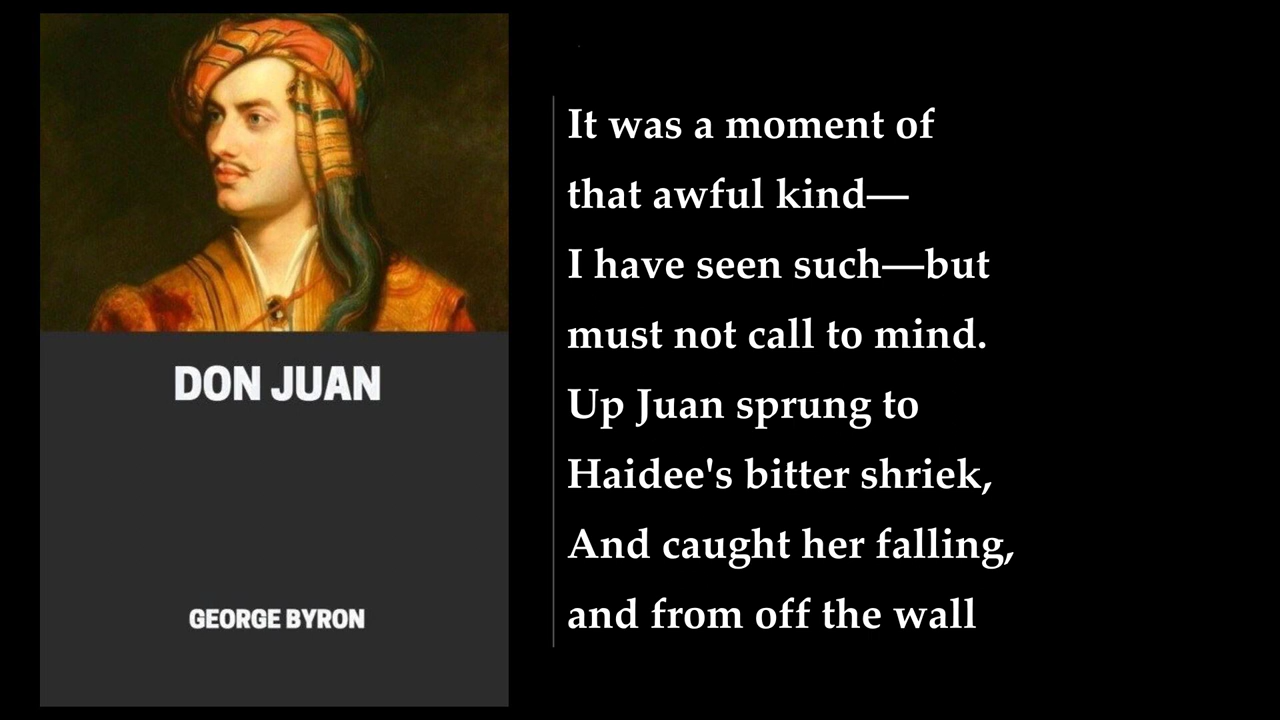 DON JUAN
GEORGE BYRON
It was a moment of
that awful kind—
I have seen such—but
must not call to mind.
Up Juan sprung to
Haidee's bitter shriek,
And caught her falling,
and from off the wall